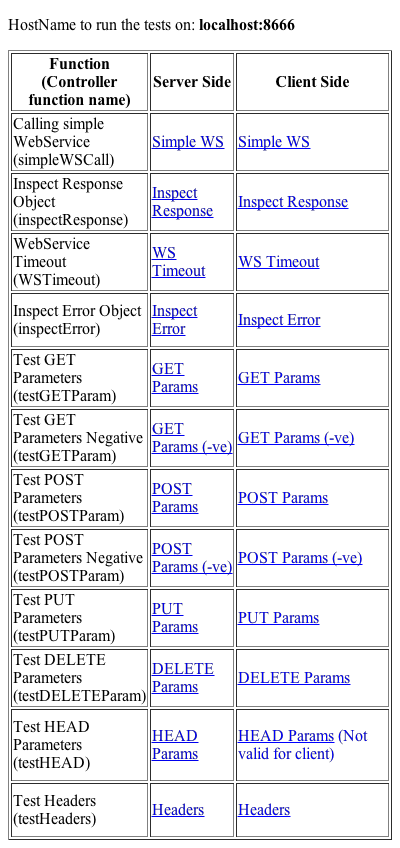 HostName to run the tests on: localhost:8666
Function
(Controller
function name)
Server Side
Client Side
Calling simple
WebService
(simpleWSCall)
Simple WS
Simple WS
Inspect Response
Object
(inspectResponse)
Inspect
Response
Inspect Response
WebService
Timeout
(WSTimeout)
WS
Timeout
WS Timeout
Inspect Error Object
(inspectError)
Inspect
Error
Inspect Error
Test GET
Parameters
(testGETParam)
GET
Params
GET Params
Test GET
Parameters Negative
(testGETParam)
GET
Params (-ve)
GET Params (-ve)
Test POST
Parameters
(testPOSTParam)
POST
Params
POST Params
Test POST
Parameters Negative
(testPOSTParam)
POST
Params (-ve)
POST Params (-ve)
Test PUT
Parameters
(testPUTParam)
PUT
Params
PUT Params
Test DELETE
Parameters
(testDELETEParam)
DELETE
Params
DELETE Params
Test HEAD
Parameters
(testHEAD)
HEAD
Params
HEAD Params (Not
valid for client)
Test Headers
(testHeaders)
Headers
Headers